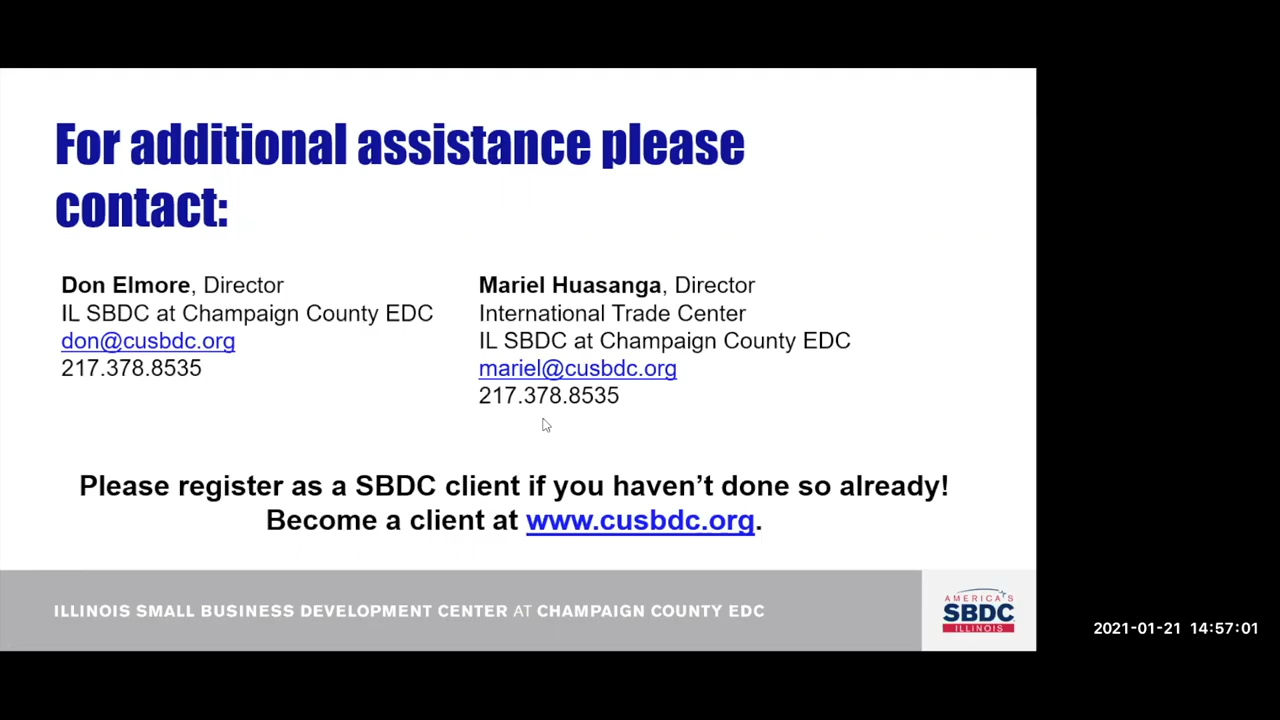 For additional assistance please
contact:
Don Elmore, Director
IL SBDC at Champaign County EDC
don@cusbdc.org
217.378.8535
Mariel Huasanga, Director
International Trade Center
IL SBDC at Champaign County EDC
mariel@cusbdc.org
217.378.8535
Please register as a SBDC client if you haven’t done so already!
Become a client at www.cusbdc.org.
ILLINOIS SMALL BUSINESS DEVELOPMENT CENTER AT CHAMPAIGN COUNTY EDC
AMERICA'S
SBDC
ILLINOIS
2021-01-21 14:57:01